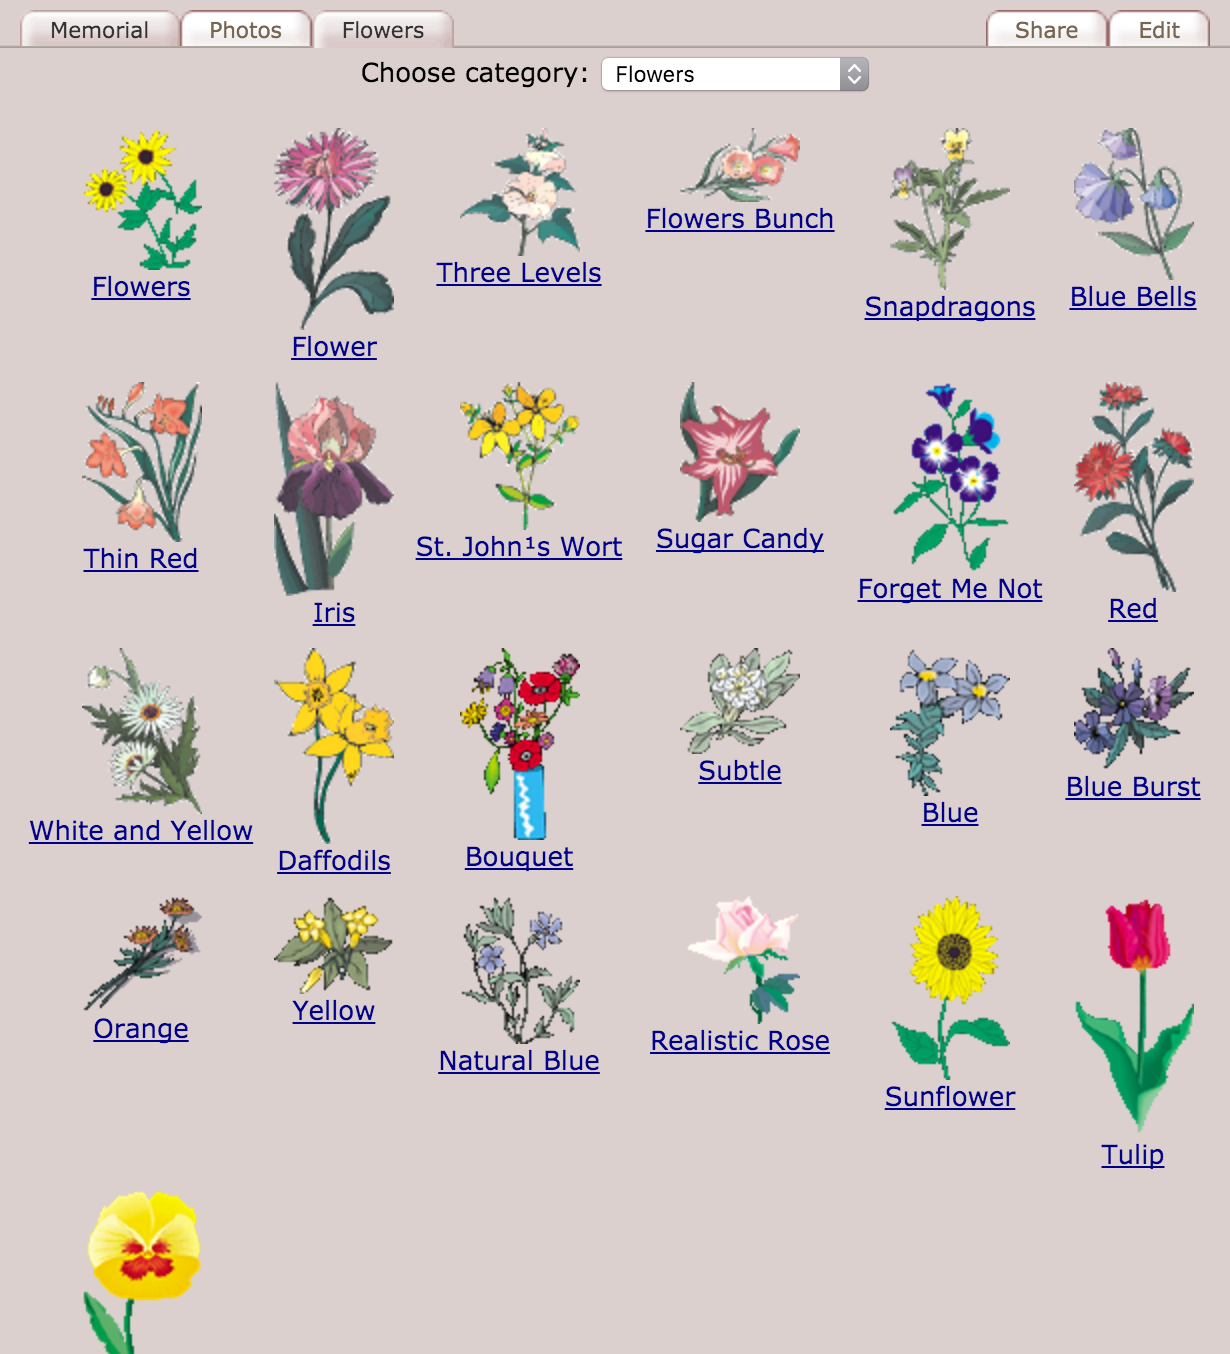 Memorial Photos Flowers Share Edit
Choose category: Flowers
Flowers
Flower
Three Levels
Flowers Bunch
Snapdragons
Blue Bells
Thin Red
Iris
St. John¹s Wort
Sugar Candy
Forget Me Not
Red
White and Yellow
Daffodils
Bouquet
Subtle
Blue
Blue Burst
Orange
Yellow
Natural Blue
Realistic Rose
Sunflower
Tulip